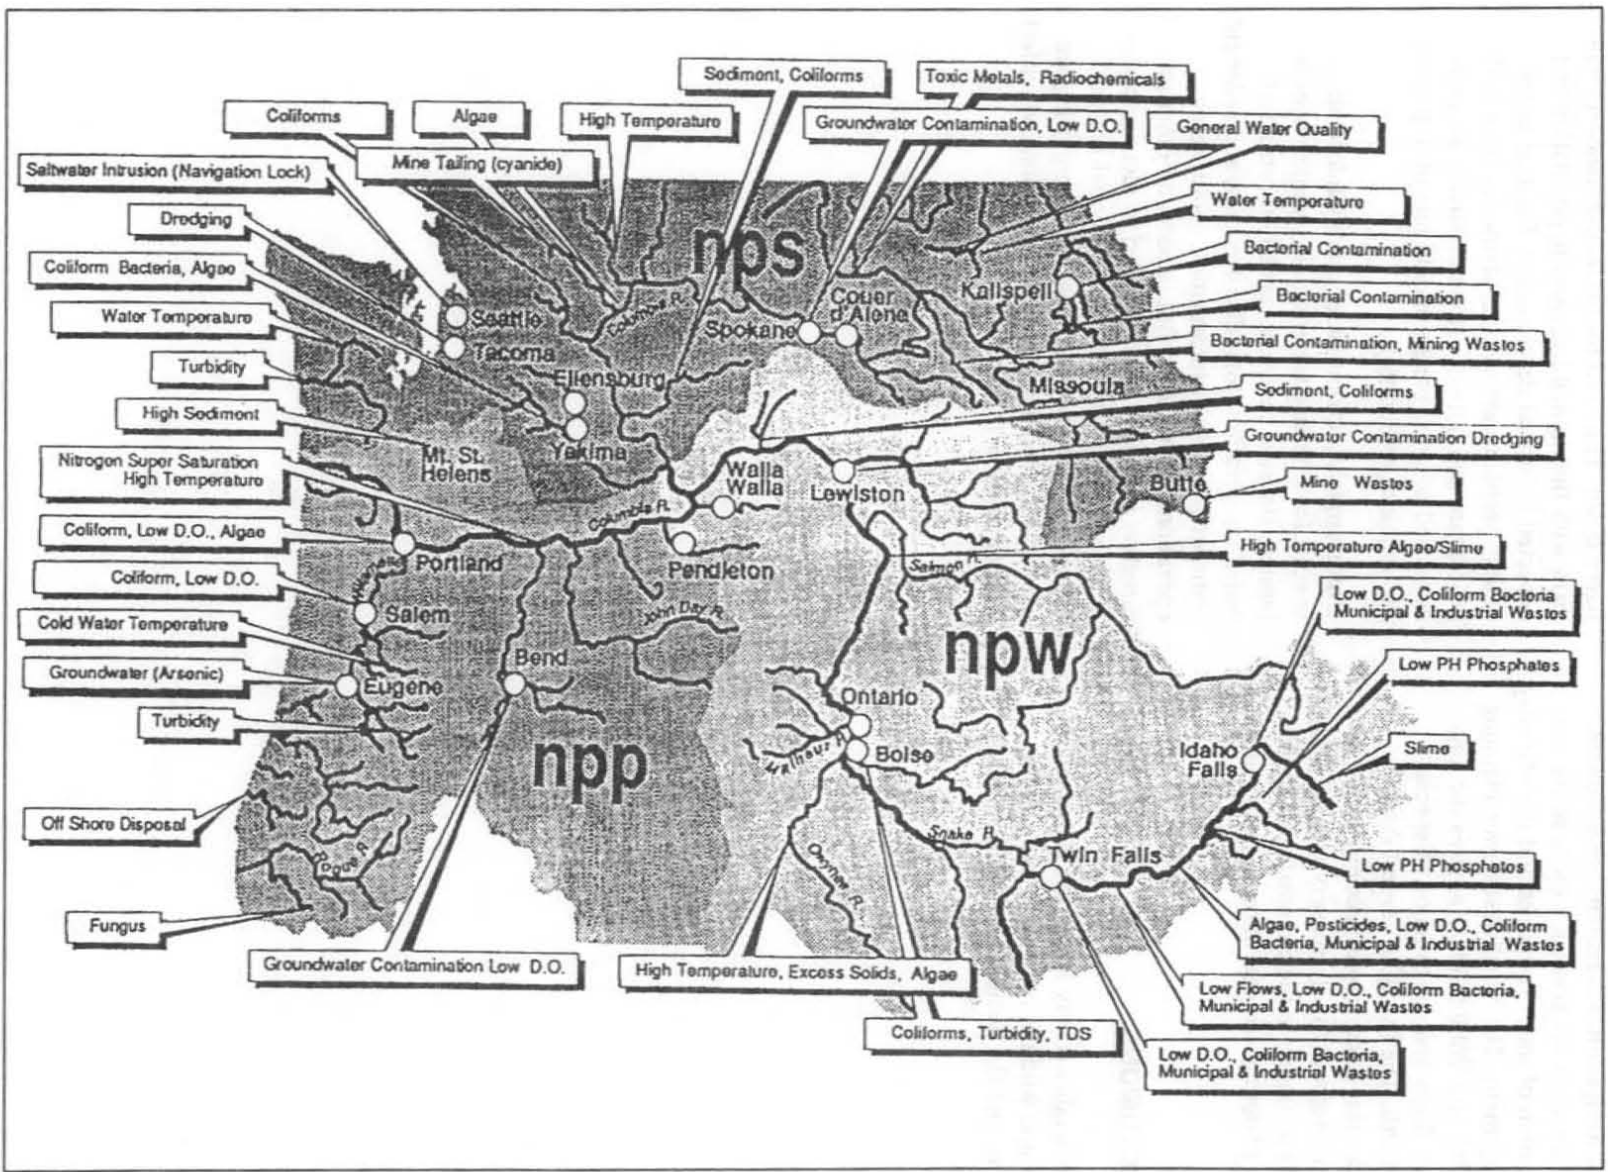 Sediment, Coliforms
Toxic Metals, Radiochemicals
Coliforms
Algae
High Temperature
Groundwater Contamination, Low D.O.
General Water Quality
Mine Tailing (cyanide)
Saltwater Intrusion (Navigation Lock)
Water Temperature
Dredging
Bacterial Contamination
Coliform Bacteria, Algae
Bacterial Contamination
Water Temperature
Bacterial Contamination, Mining Wastes
Turbidity
Sediment, Coliforms
High Sediment
Groundwater Contamination Dredging
Nitrogen Super Saturation
High Temperature
Mine Wastes
Coliform, Low D.O., Algae
High Temperature Algae/Slime
Coliform, Low D.O.
Low D.O., Coliform Bacteria
Municipal & Industrial Wastes
Cold Water Temperature
Low PH Phosphates
Groundwater (Arsenic)
Turbidity
Slime
Off Shore Disposal
Low PH Phosphates
Fungus
Algae, Pesticides, Low D.O., Coliform
Bacteria, Municipal & Industrial Wastes
Groundwater Contamination Low D.O.
High Temperature, Excess Solids, Algae
Low Flows, Low D.O., Coliform Bacteria,
Municipal & Industrial Wastes
Coliforms, Turbidity, TDS
Low D.O., Coliform Bacteria,
Municipal & Industrial Wastes
nps
Kalispell
Couer
d'Alene
Columbia R.
Seattle
Spokane
Tacoma
Ellensburg
Missoula
Mt. St.
Helens
Yakima
Walla
Walla
Lewiston
Butte
Columbia R.
Portland
Pendleton
Salmon R.
Willamette
Salem
John Day R.
npw
Bend
Eugene
Ontario
Malheur R.
Boise
Idaho
Falls
npp
Snake R.
Owyhee R.
Twin Falls
Rogue R.